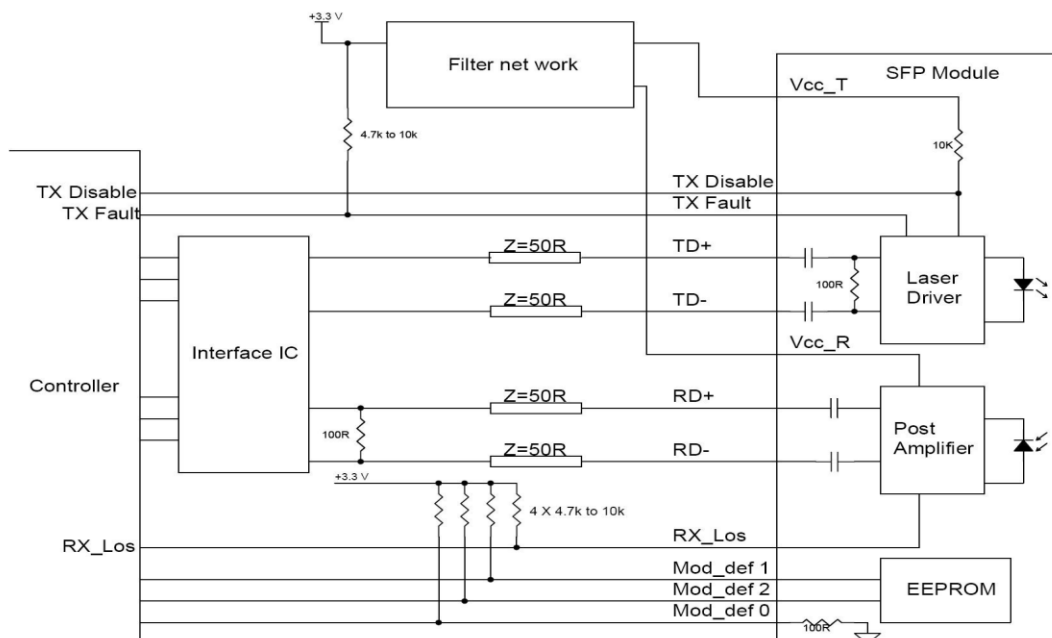 +3.3 V
Filter net work
SFP Module
Vcc_T
4.7k to 10k
10K
TX Disable
TX Disable
TX Fault
TX Fault
Z=50R
TD+
100R
Laser
Driver
Z=50R
TD-
Interface IC
Vcc_R
Controller
Z=50R
RD+
100R
Post
Amplifier
Z=50R
RD-
+3.3 V
4 X 4.7k to 10k
RX_Los
RX_Los
Mod_def 1
EEPROM
Mod_def 2
Mod_def 0
100R